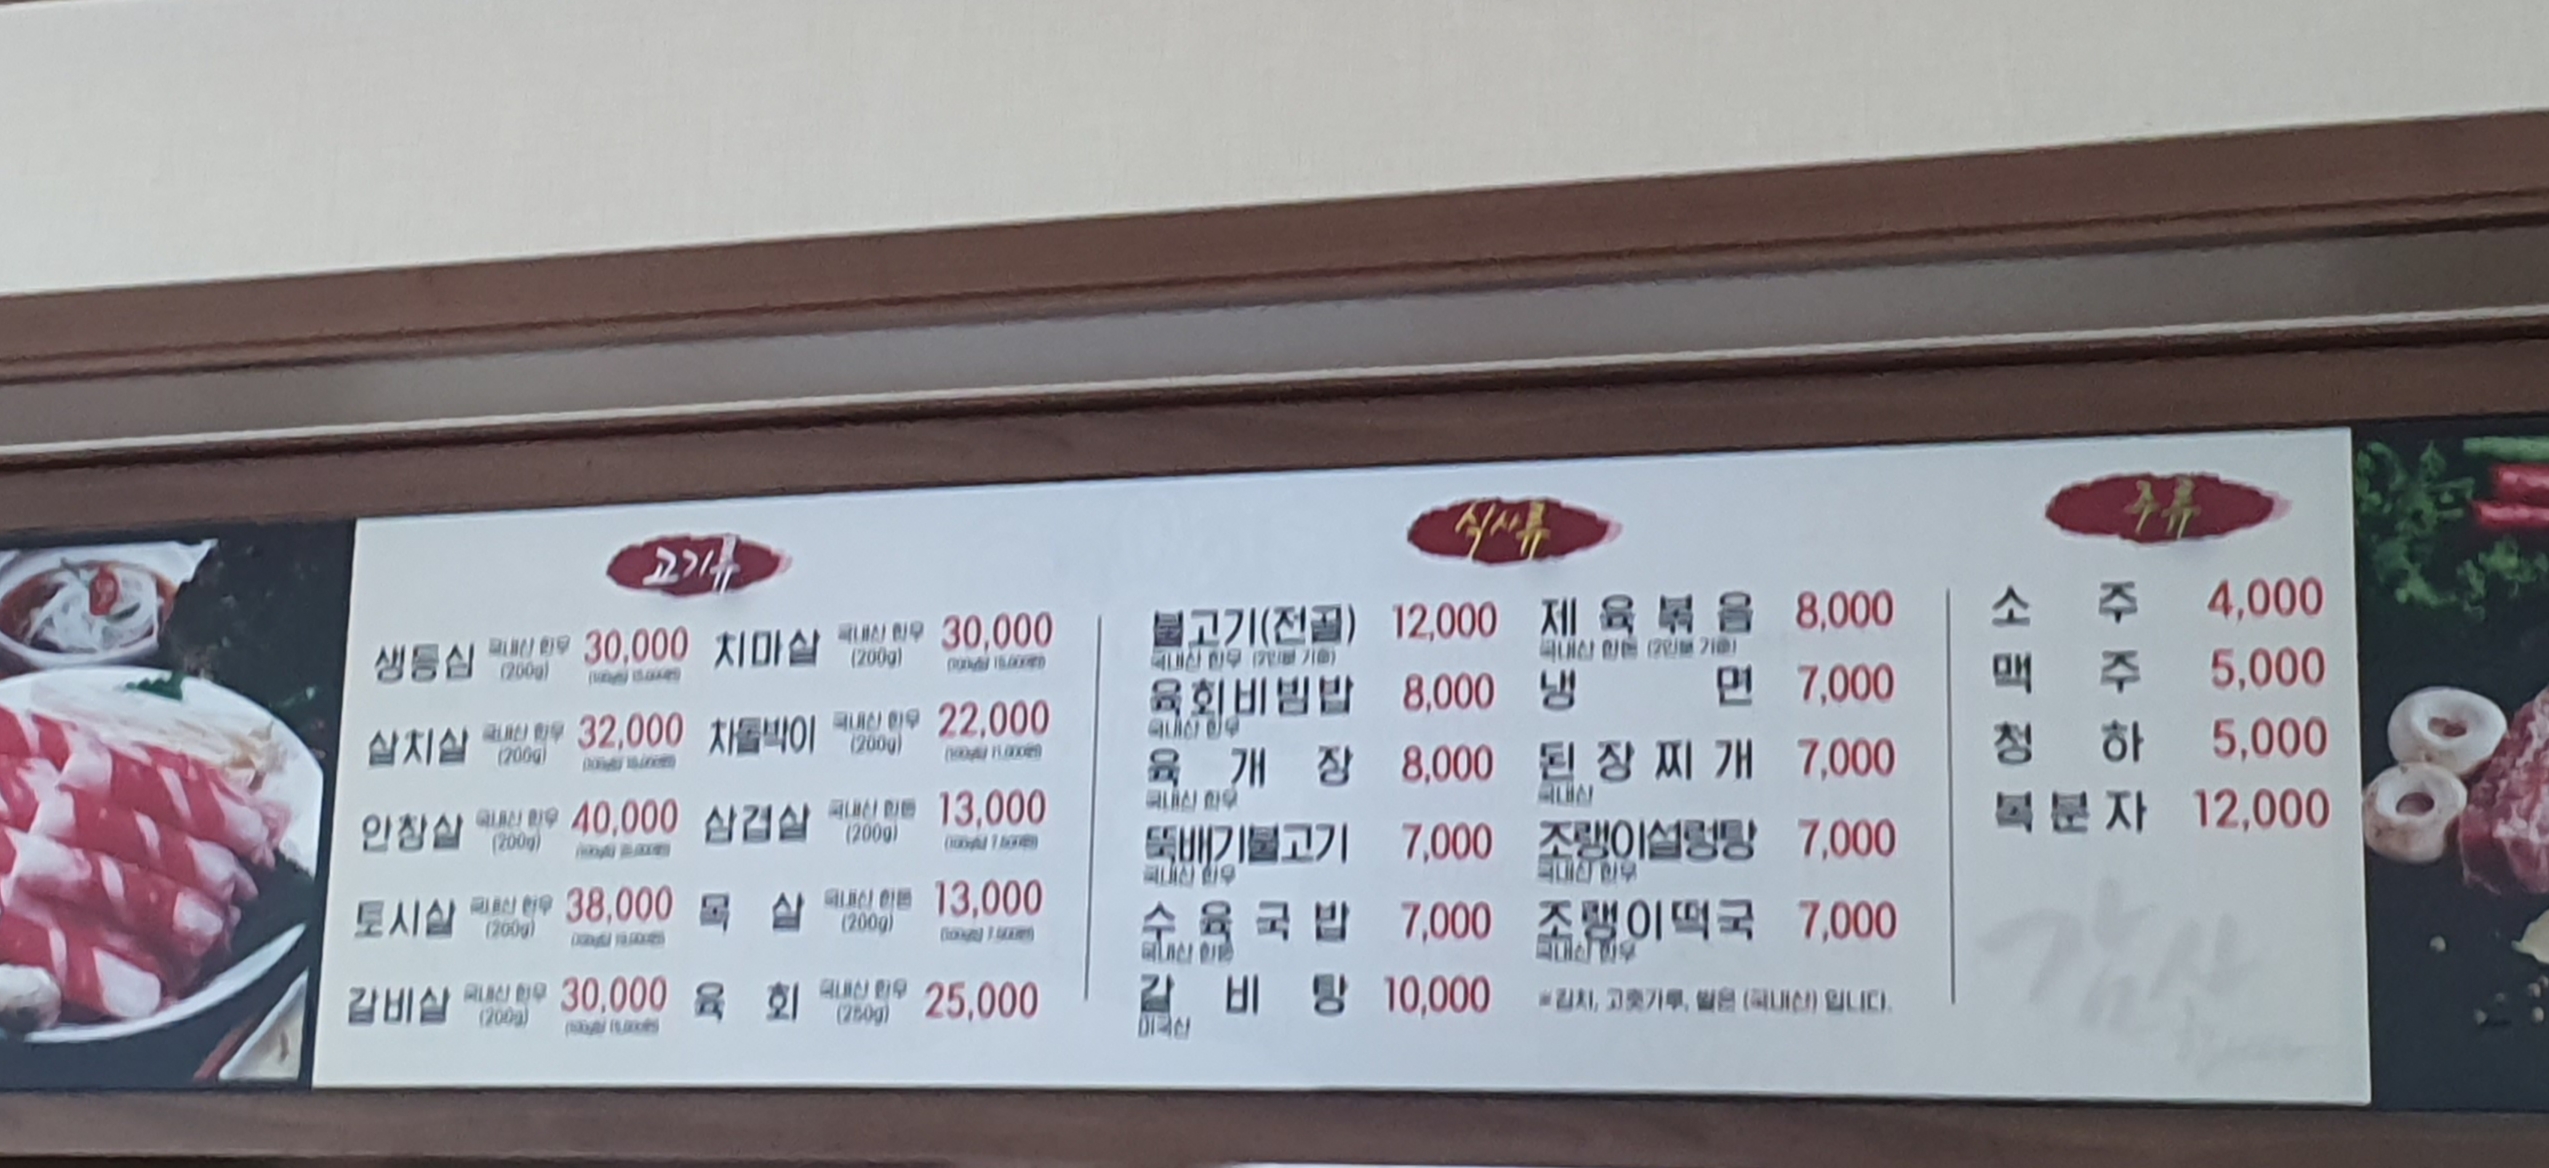 고기류
생등심 국내산 한우 (200g) 30,000
살치살 국내산 한우 (200g) 32,000
안창살 국내산 한우 (200g) 40,000
토시살 국내산 한우 (200g) 38,000
갈비살 국내산 한우 (200g) 30,000
치마살 국내산 한우 (200g) 30,000
차돌박이 국내산 한우 (200g) 22,000
삼겹살 국내산 한돈 (200g) 13,000
목살 국내산 한돈 (200g) 13,000
육회 국내산 한우 (250g) 25,000
식사류
불고기(전골) 12,000
국내산 한우 (2인분 기준)
육회비빔밥 8,000
국내산 한우
육개장 8,000
국내산 한우
뚝배기불고기 7,000
국내산 한우
수육국밥 7,000
국내산 한돈
갈비탕 10,000
미국산
제육볶음 8,000
국내산 한돈 (2인분 기준)
냉면 7,000
된장찌개 7,000
국내산
조랭이설렁탕 7,000
국내산 한우
조랭이떡국 7,000
국내산 한우
※김치, 고춧가루, 쌀은 (국내산) 입니다.
주류
소주 4,000
맥주 5,000
청하 5,000
복분자 12,000
감사